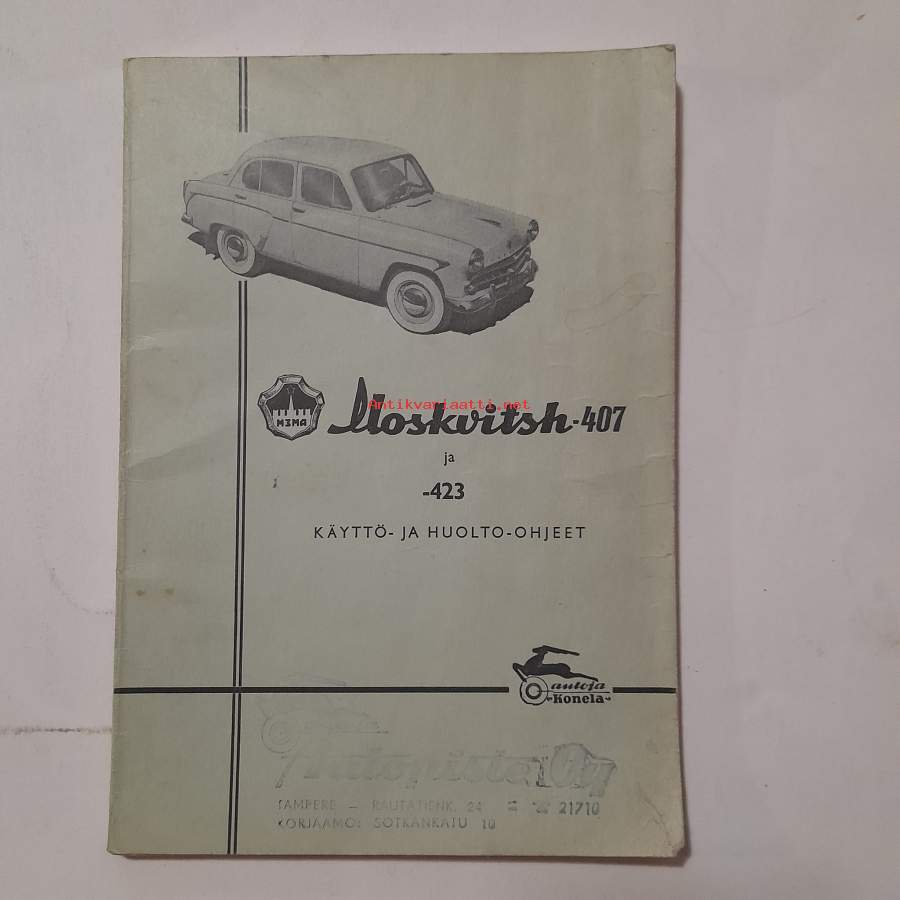 МЗМА
Moskvitsh-407
Antikvariaatti.net
ja
-423
KÄYTTÖ- JA HUOLTO-OHJEET
autoja
Konela
Autopiste Oy
TAMPERE — RAUTATIENK. 24 ☎ 21710
KORJAAMO: SOTKANKATU 10